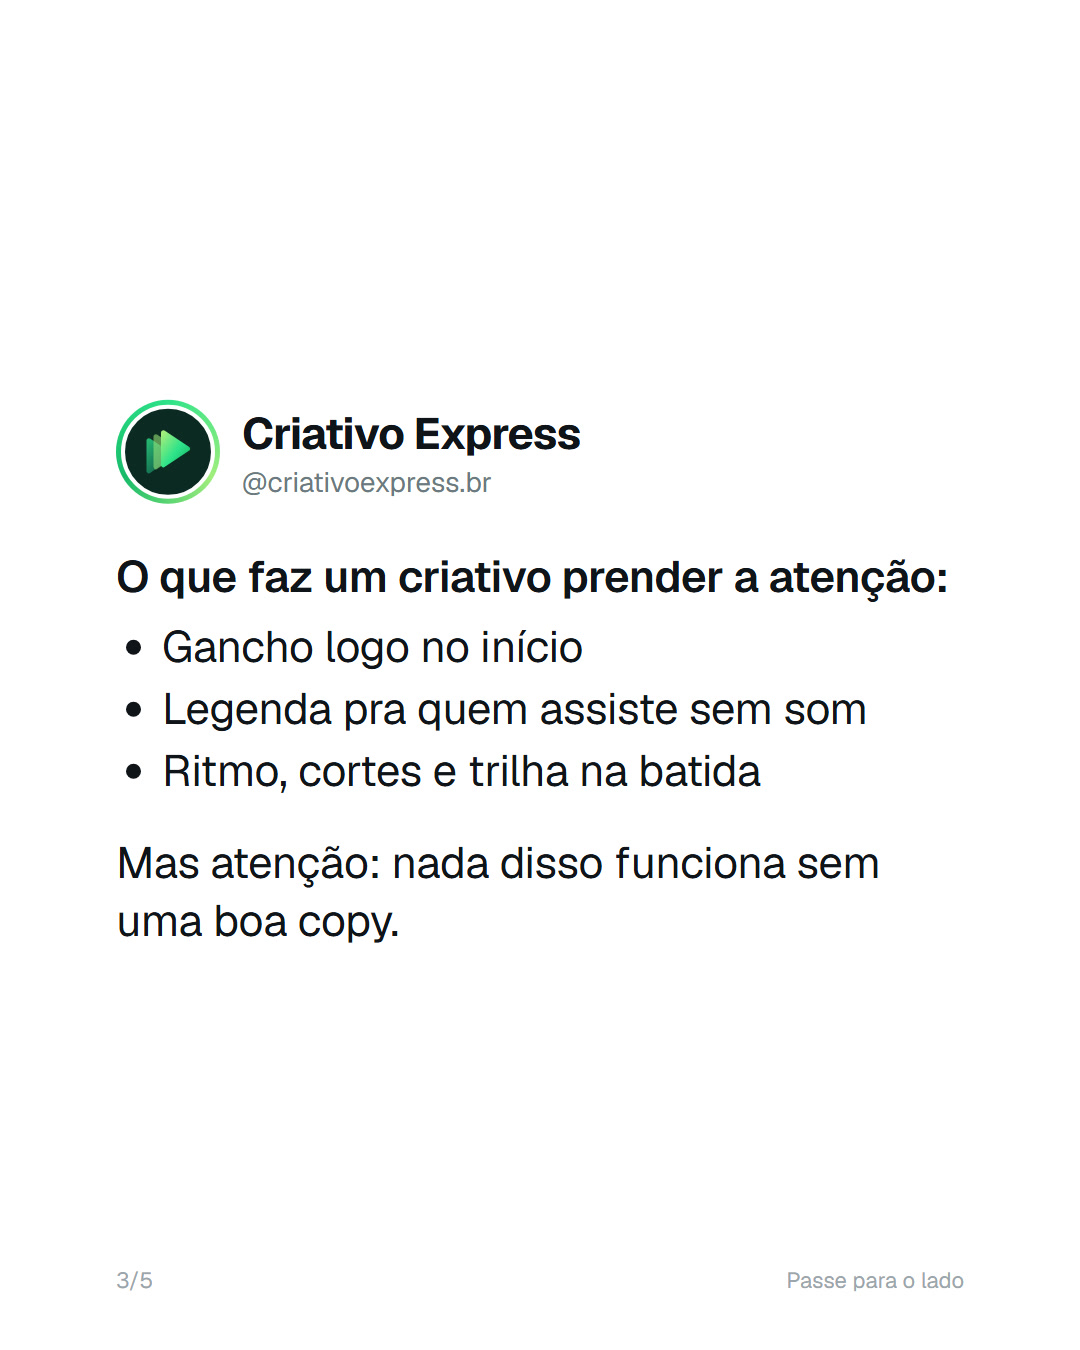 Criativo Express
@criativoexpress.br
O que faz um criativo prender a atenção:
• Gancho logo no início
• Legenda pra quem assiste sem som
• Ritmo, cortes e trilha na batida
Mas atenção: nada disso funciona sem
uma boa copy.
3/5
Passe para o lado